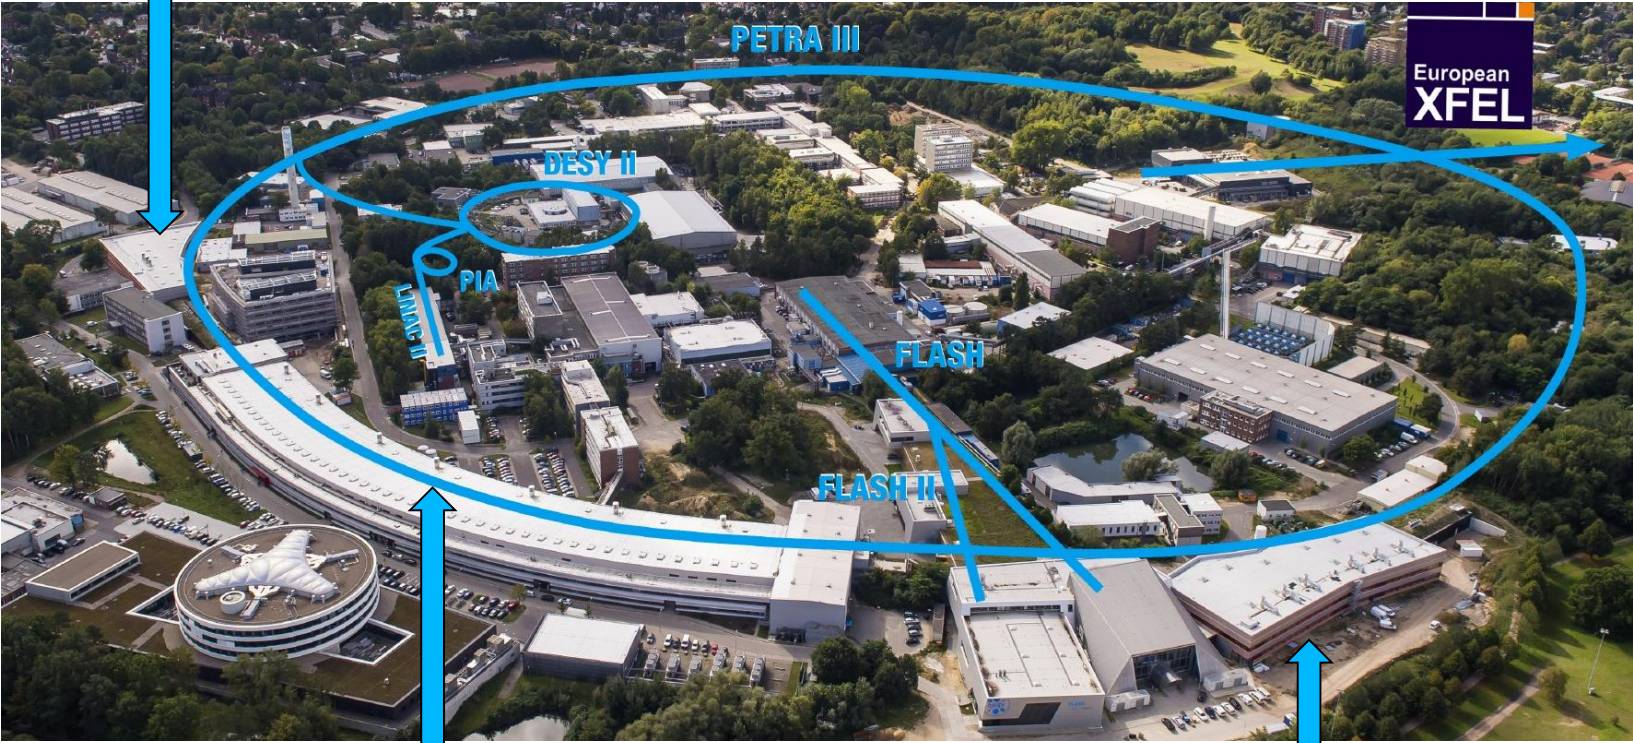 PETRA III
European
XFEL
DESY II
PIA
LINAC II
FLASH
FLASH II